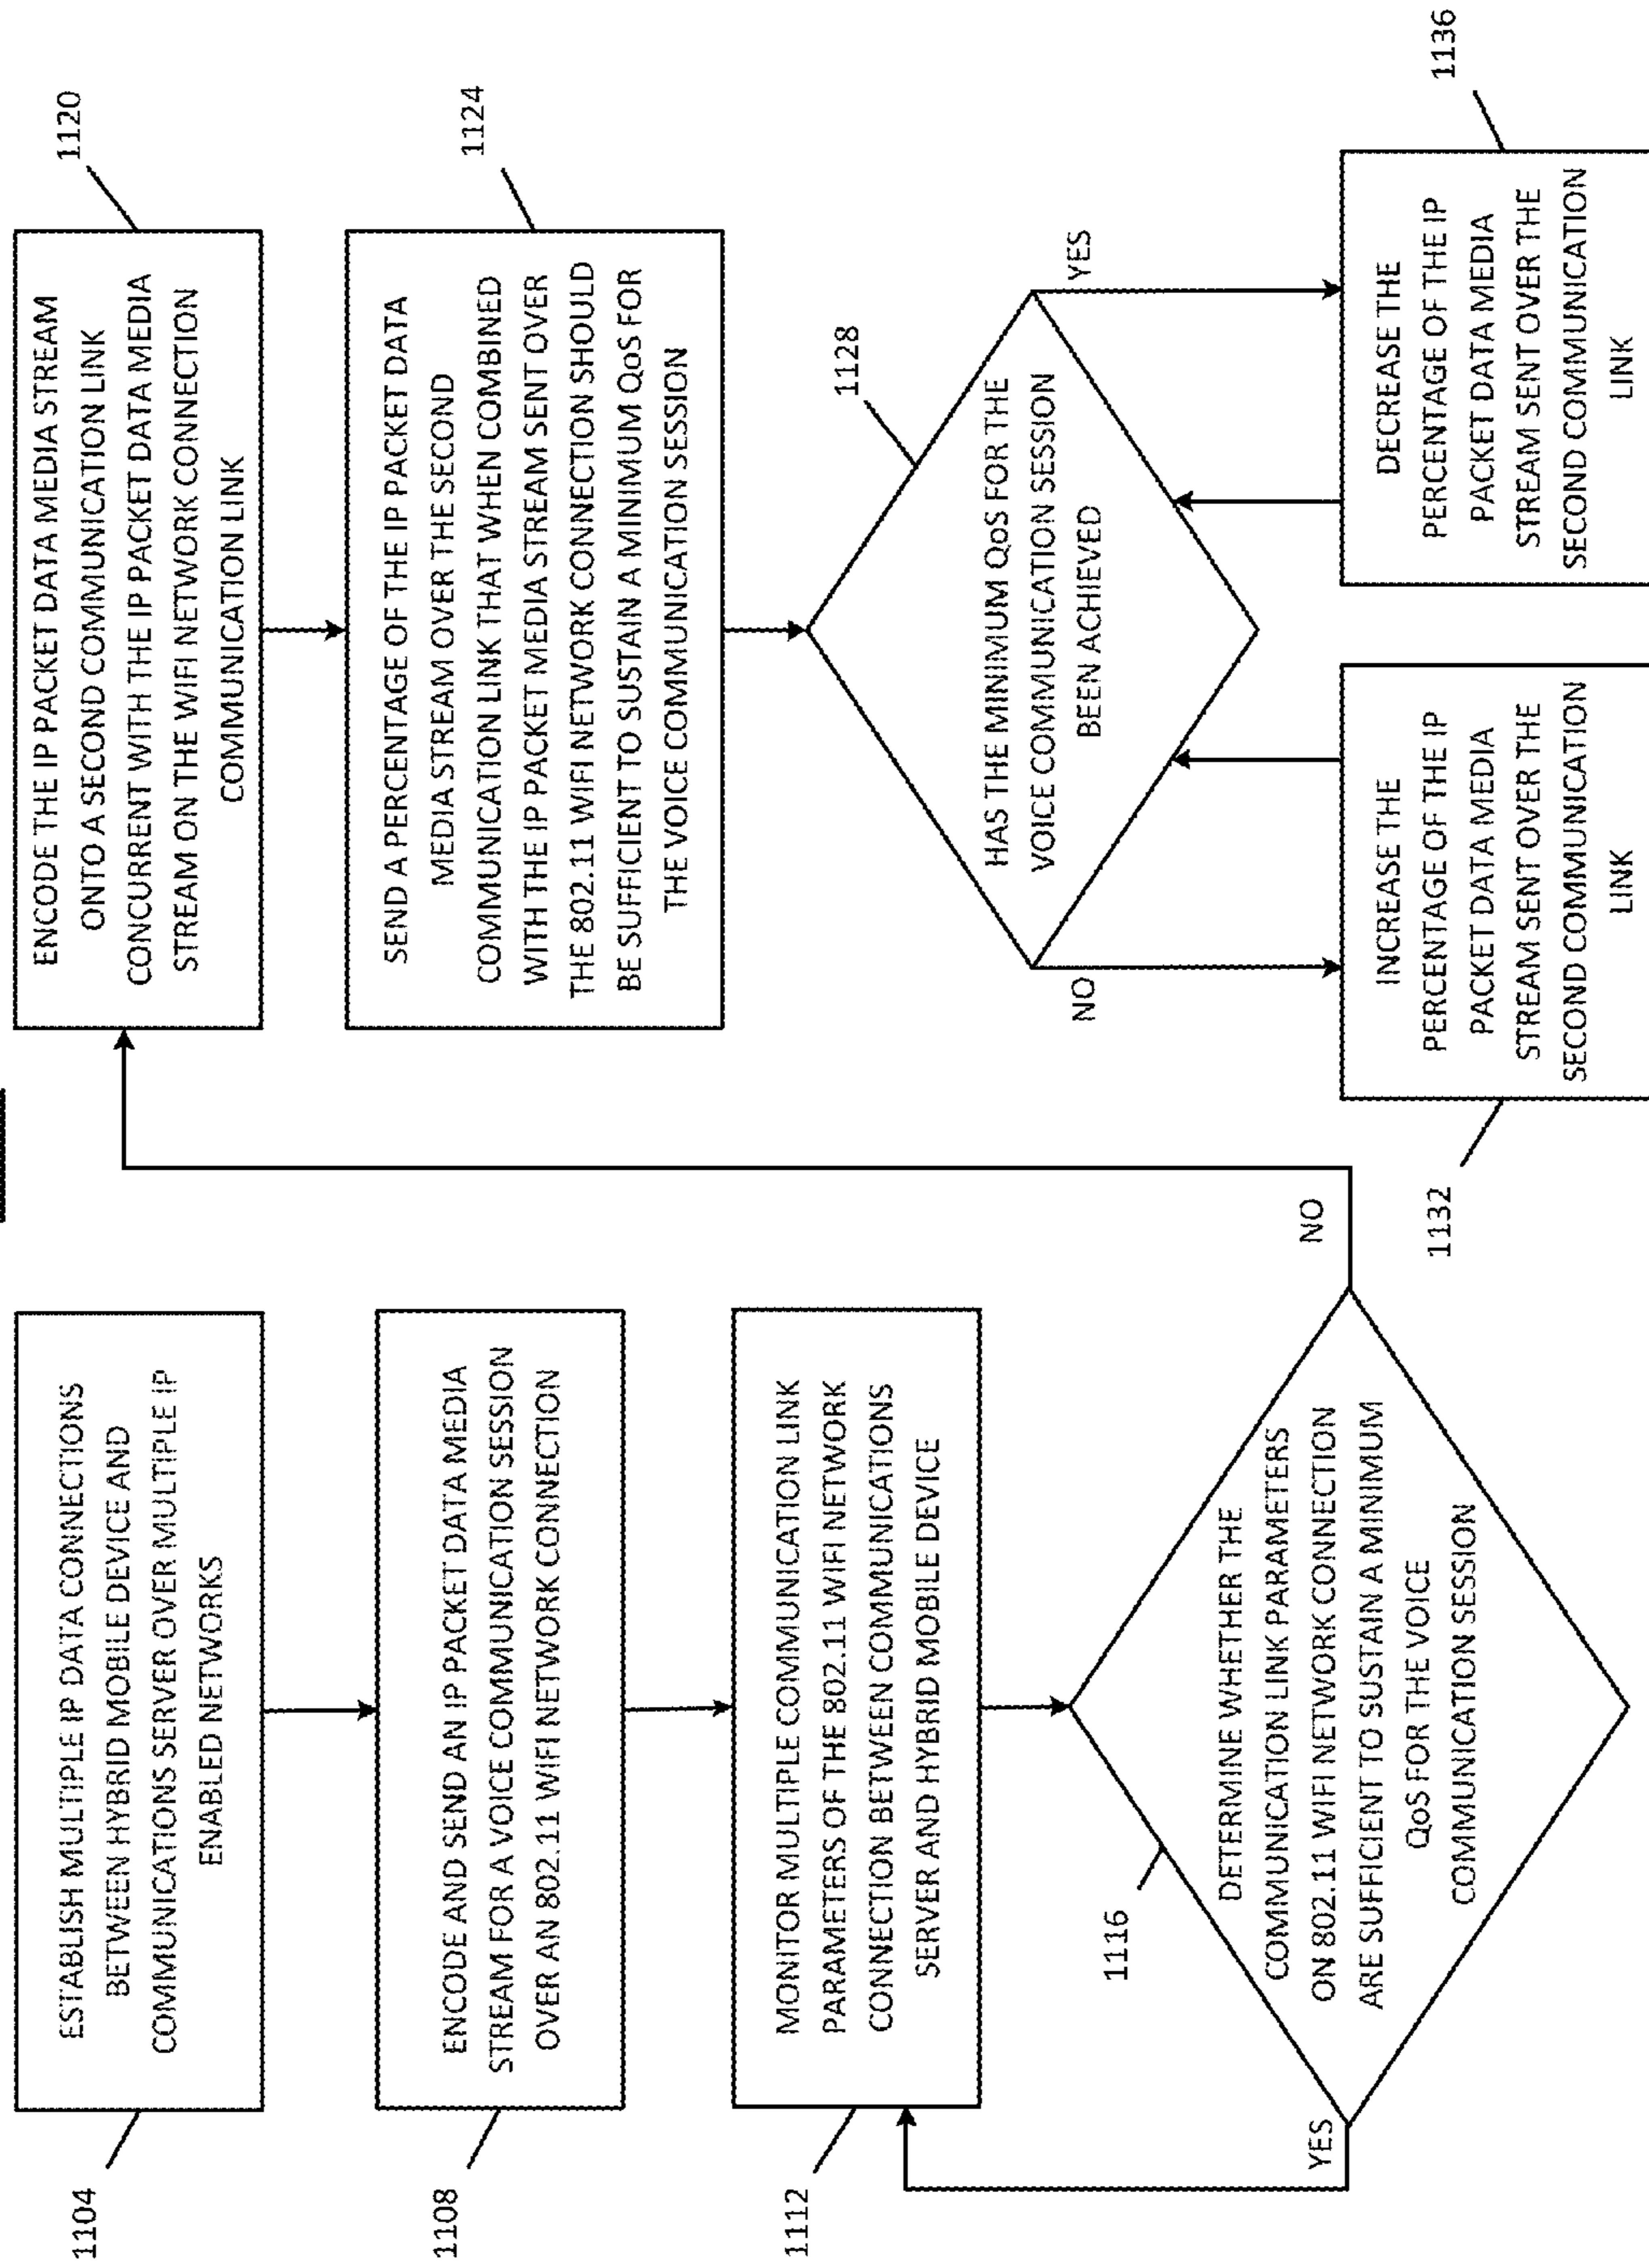 1104
ESTABLISH MULTIPLE IP DATA CONNECTIONS
BETWEEN HYBRID MOBILE DEVICE AND
COMMUNICATIONS SERVER OVER MULTIPLE IP
ENABLED NETWORKS
1108
ENCODE AND SEND AN IP PACKET DATA MEDIA
STREAM FOR A VOICE COMMUNICATION SESSION
OVER AN 802.11 WIFI NETWORK CONNECTION
1112
MONITOR MULTIPLE COMMUNICATION LINK
PARAMETERS OF THE 802.11 WIFI NETWORK
CONNECTION BETWEEN COMMUNICATIONS
SERVER AND HYBRID MOBILE DEVICE
1116
DETERMINE WHETHER THE
COMMUNICATION LINK PARAMETERS
ON 802.11 WIFI NETWORK CONNECTION
ARE SUFFICIENT TO SUSTAIN A MINIMUM
QoS FOR THE VOICE
COMMUNICATION SESSION
YES
NO
1120
ENCODE THE IP PACKET DATA MEDIA STREAM
ONTO A SECOND COMMUNICATION LINK
CONCURRENT WITH THE IP PACKET DATA MEDIA
STREAM ON THE WIFI NETWORK CONNECTION
COMMUNICATION LINK
1124
SEND A PERCENTAGE OF THE IP PACKET DATA
MEDIA STREAM OVER THE SECOND
COMMUNICATION LINK THAT WHEN COMBINED
WITH THE IP PACKET MEDIA STREAM SENT OVER
THE 802.11 WIFI NETWORK CONNECTION SHOULD
BE SUFFICIENT TO SUSTAIN A MINIMUM QoS FOR
THE VOICE COMMUNICATION SESSION
1128
HAS THE MINIMUM QoS FOR THE
VOICE COMMUNICATION SESSION
BEEN ACHIEVED
NO
YES
1132
INCREASE THE
PERCENTAGE OF THE IP
PACKET DATA MEDIA
STREAM SENT OVER THE
SECOND COMMUNICATION
LINK
1136
DECREASE THE
PERCENTAGE OF THE IP
PACKET DATA MEDIA
STREAM SENT OVER THE
SECOND COMMUNICATION
LINK